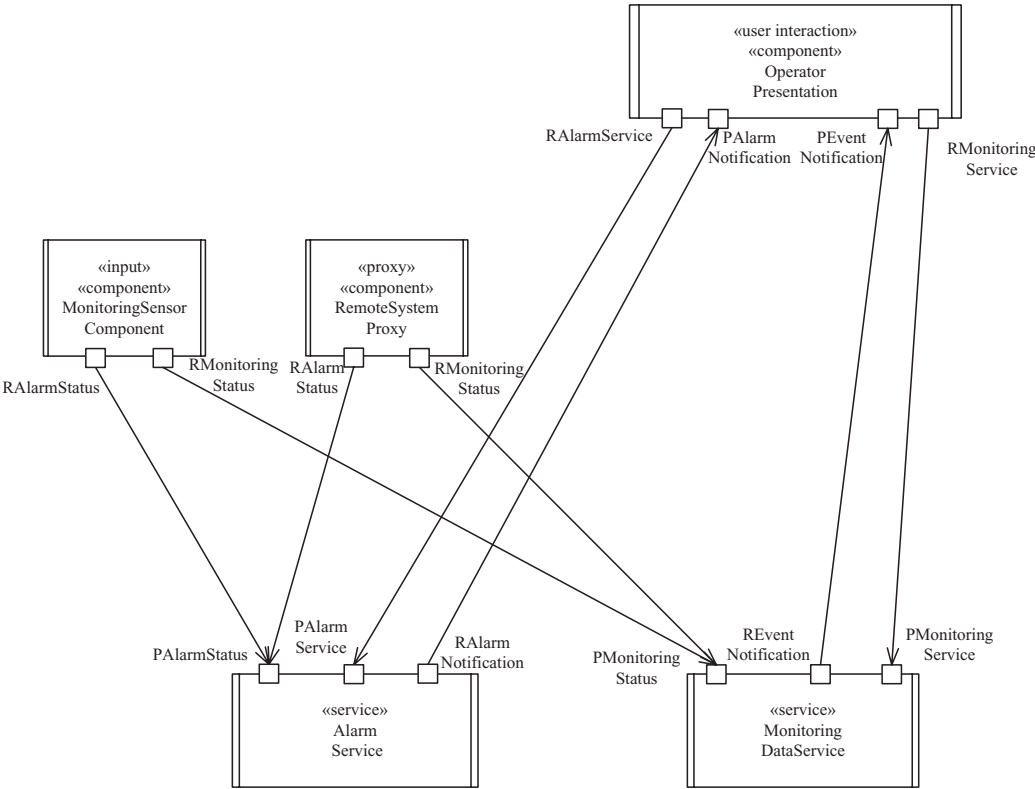 «user interaction»
«component»
Operator
Presentation
RAlarmService
PAlarm
Notification
PEvent
Notification
RMonitoring
Service
«input»
«component»
MonitoringSensor
Component
«proxy»
«component»
RemoteSystem
Proxy
RAlarmStatus
RMonitoring
Status
RAlarm
Status
RMonitoring
Status
PAlarmStatus
PAlarm
Service
RAlarm
Notification
PMonitoring
Status
REvent
Notification
PMonitoring
Service
«service»
Alarm
Service
«service»
Monitoring
DataService